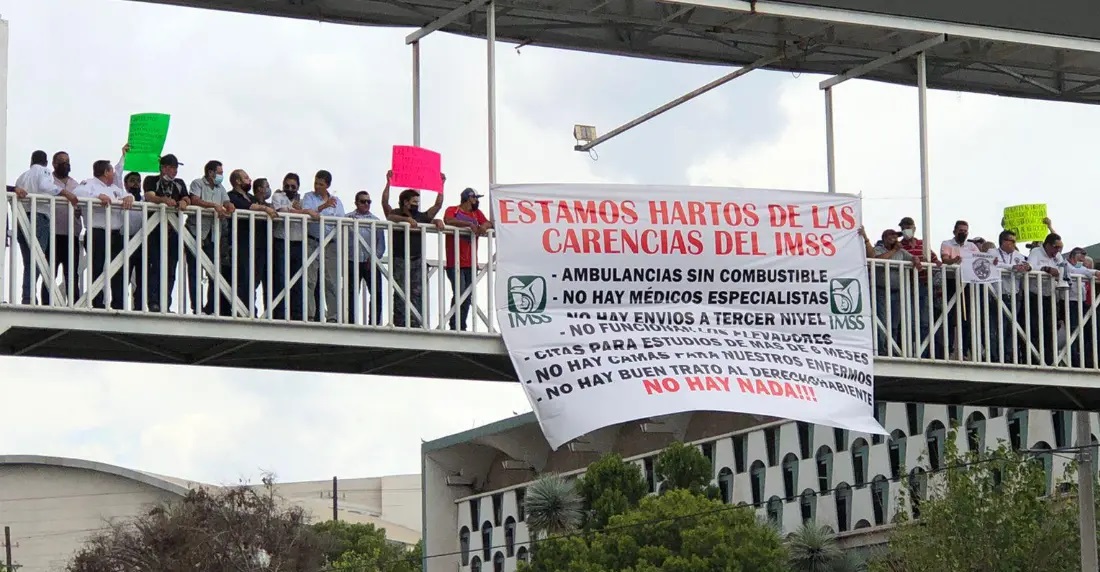 ESTAMOS HARTOS DE LAS
CARENCIAS DEL IMSS
- AMBULANCIAS SIN COMBUSTIBLE
- NO HAY MÉDICOS ESPECIALISTAS
- NO HAY ENVIOS A TERCER NIVEL
- NO FUNCIONAN LOS ELEVADORES
- CITAS PARA ESTUDIOS DE MAS DE 6 MESES
- NO HAY CAMAS PARA NUESTROS ENFERMOS
- NO HAY BUEN TRATO AL DERECHOHABIENTE
NO HAY NADA!!!
IMSS
IMSS